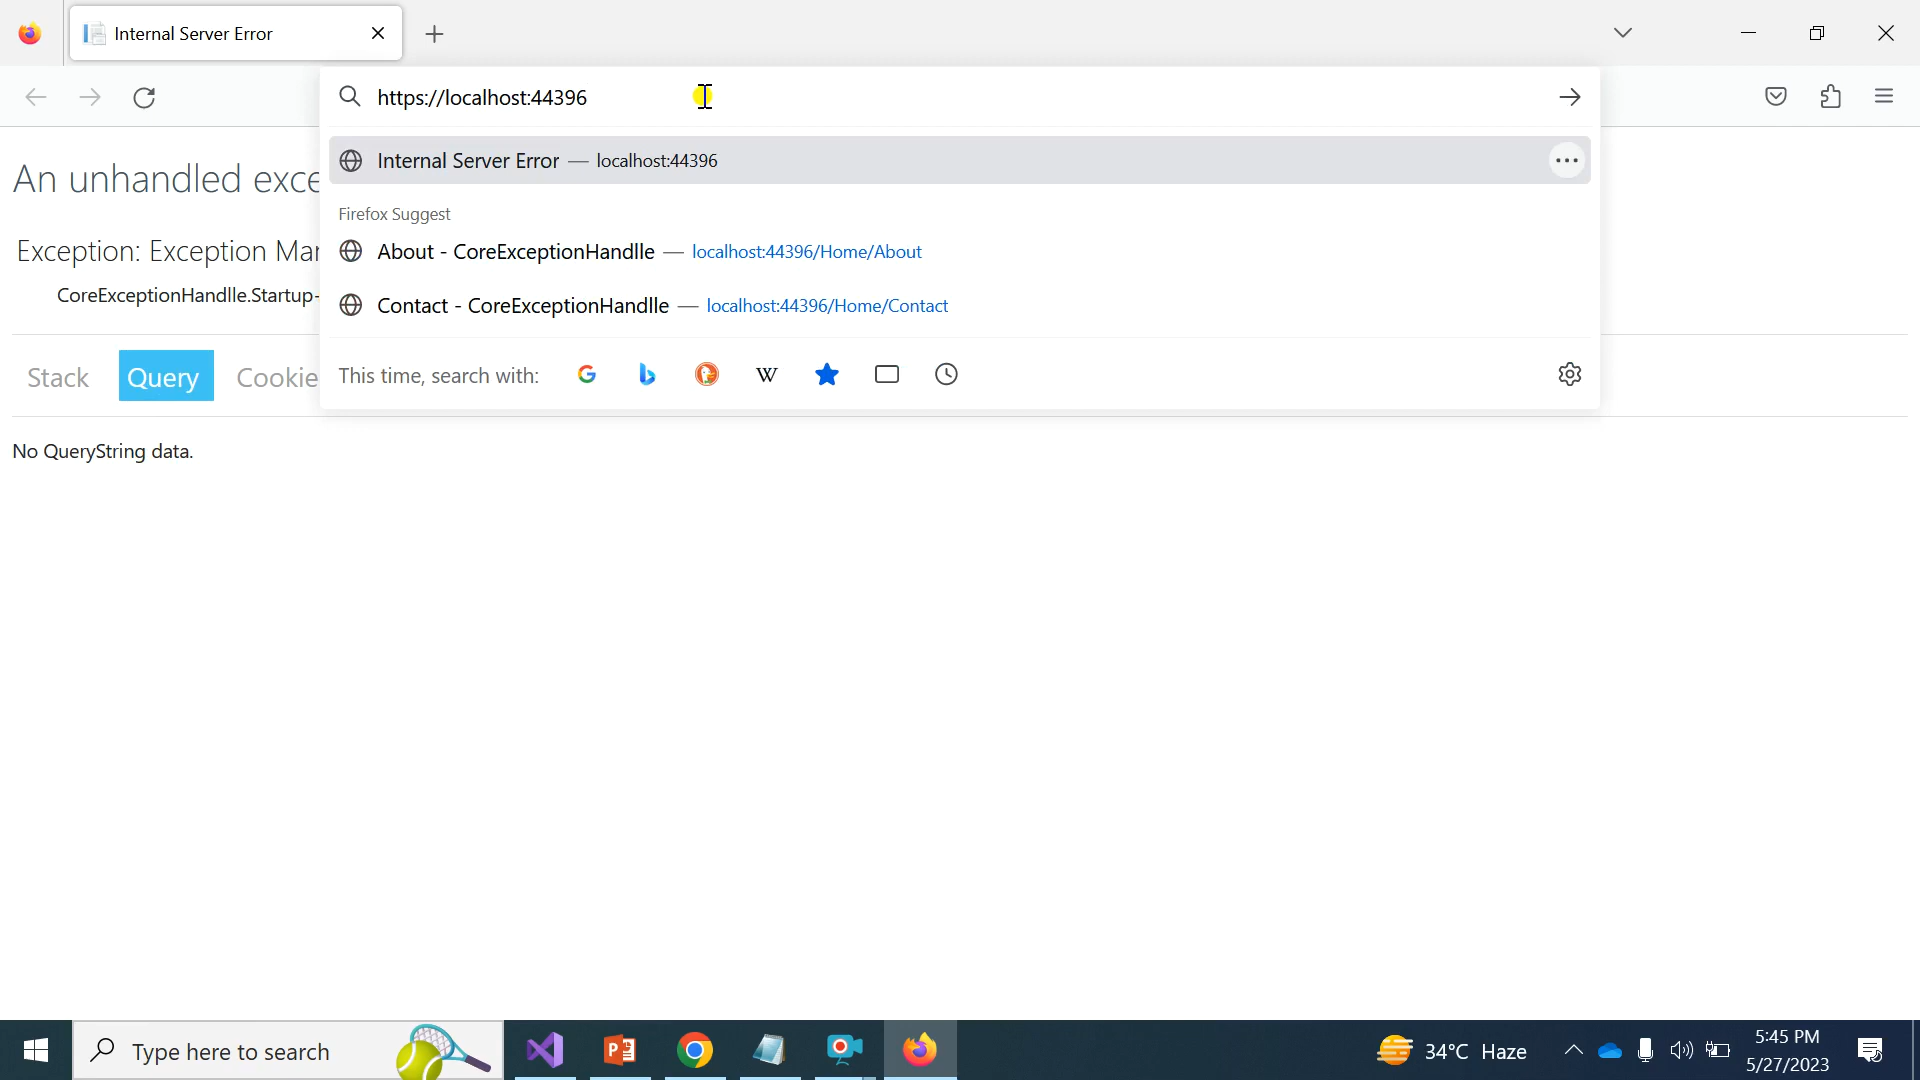 Internal Server Error
https://localhost:44396
Internal Server Error — localhost:44396
An unhandled exce
Firefox Suggest
About - CoreExceptionHandlle — localhost:44396/Home/About
Exception: Exception Mar
CoreExceptionHandlle.Startup-
Contact - CoreExceptionHandlle — localhost:44396/Home/Contact
Stack Query Cookie
This time, search with:
No QueryString data.
Type here to search
34°C Haze
5:45 PM
5/27/2023